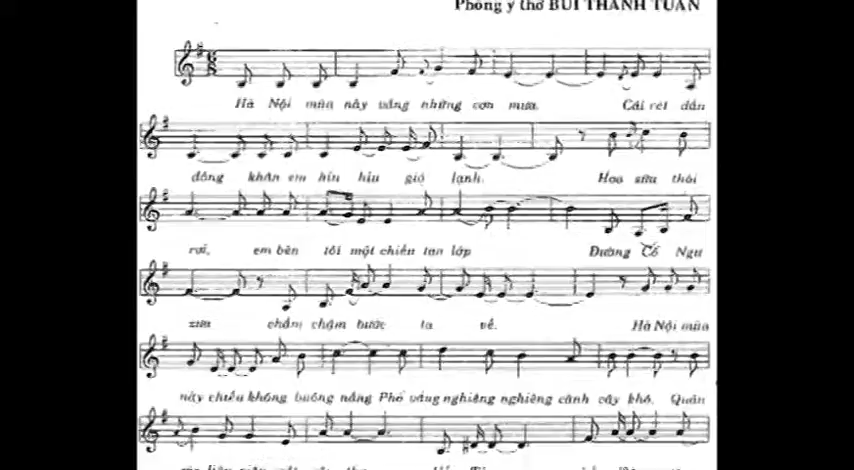 Phỏng ý thơ BÙI THANH TUẤN
Hà Nội mùa này vắng những cơn mưa. Cái rét đầu
đông khăn em hiu hiu gió lạnh. Hoa sữa thôi
rơi, em bên tôi một chiều tan lớp Đường Cổ Ngư
xưa chầm chậm bước ta về. Hà Nội mùa
này chiều không buông nắng Phố vắng nghiêng nghiêng cành cây khô. Quán